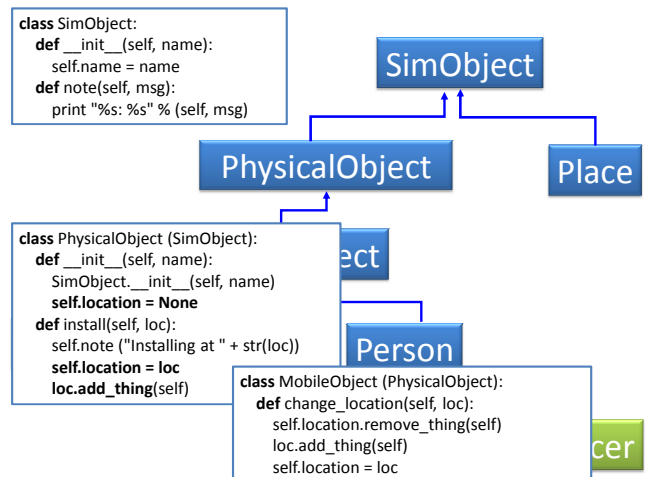 class SimObject:
def __init__(self, name):
self.name = name
def note(self, msg):
print "%s: %s" % (self, msg)
SimObject
PhysicalObject
Place
class PhysicalObject (SimObject):
def __init__(self, name):
SimObject.__init__(self, name)
self.location = None
def install(self, loc):
self.note ("Installing at " + str(loc))
self.location = loc
loc.add_thing(self)
ect
Person
class MobileObject (PhysicalObject):
def change_location(self, loc):
self.location.remove_thing(self)
loc.add_thing(self)
self.location = loc
cer